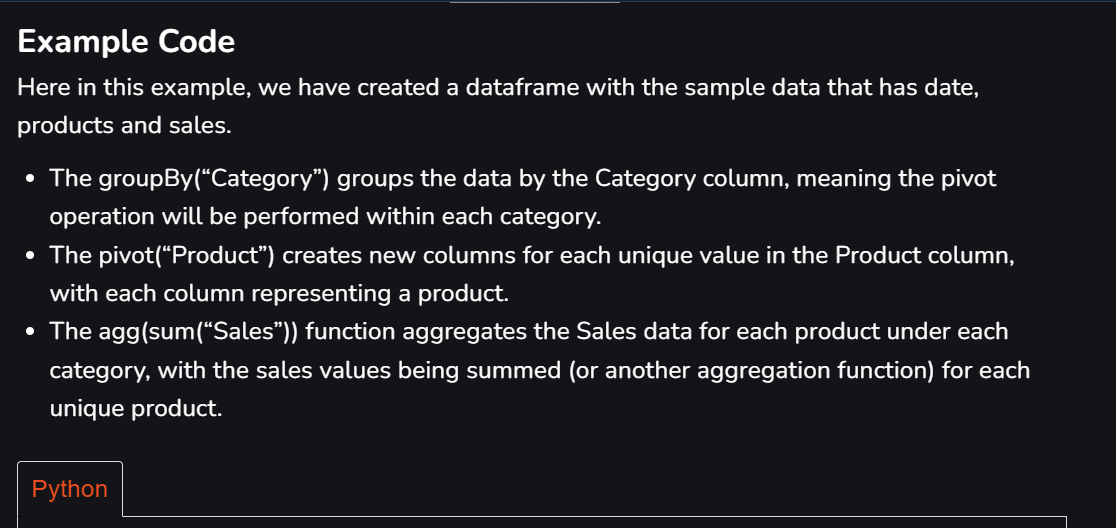 Example Code
Here in this example, we have created a dataframe with the sample data that has date,
products and sales.
• The groupBy(“Category”) groups the data by the Category column, meaning the pivot
operation will be performed within each category.
• The pivot(“Product”) creates new columns for each unique value in the Product column,
with each column representing a product.
• The agg(sum(“Sales”)) function aggregates the Sales data for each product under each
category, with the sales values being summed (or another aggregation function) for each
unique product.
Python